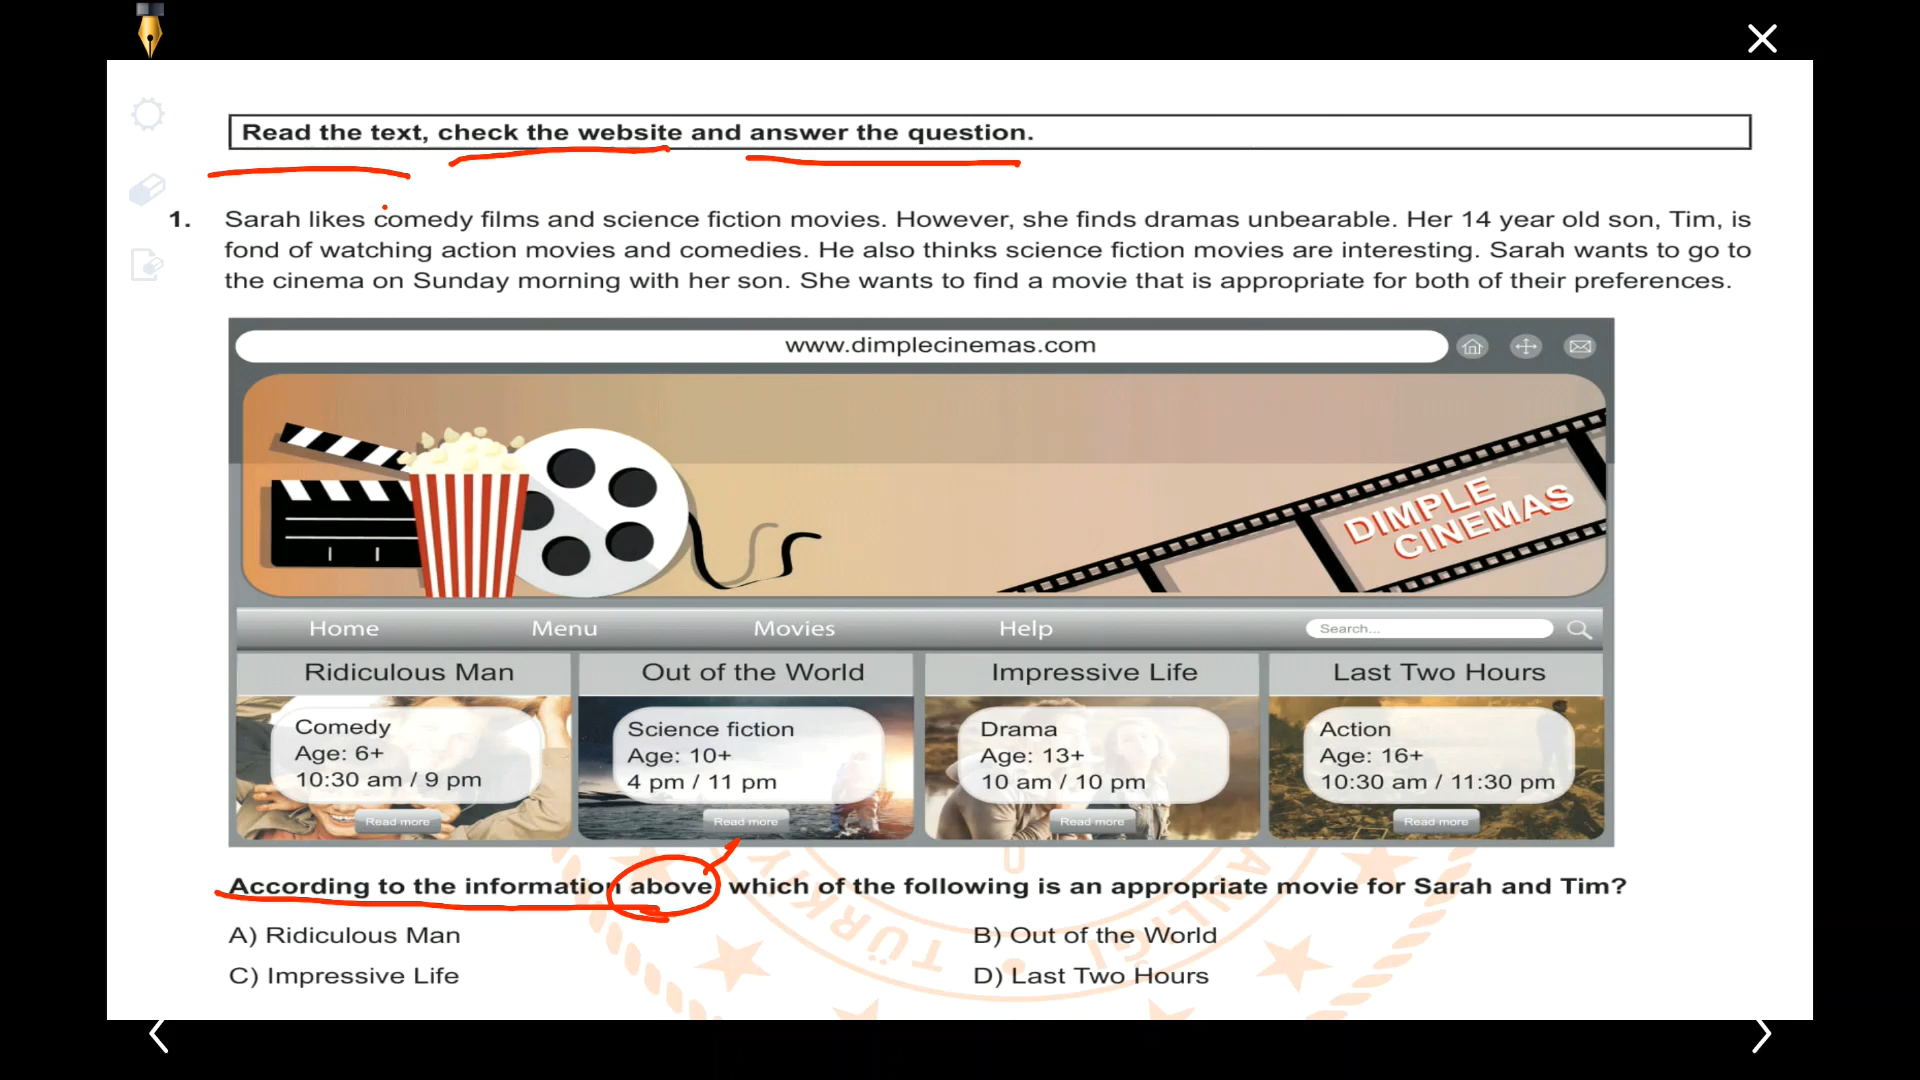 Read the text, check the website and answer the question.
1. Sarah likes comedy films and science fiction movies. However, she finds dramas unbearable. Her 14 year old son, Tim, is
fond of watching action movies and comedies. He also thinks science fiction movies are interesting. Sarah wants to go to
the cinema on Sunday morning with her son. She wants to find a movie that is appropriate for both of their preferences.
www.dimplecinemas.com
DIMPLE
CINEMAS
Home Menu Movies Help Search...
Ridiculous Man
Comedy
Age: 6+
10:30 am / 9 pm
Read more
Out of the World
Science fiction
Age: 10+
4 pm / 11 pm
Read more
Impressive Life
Drama
Age: 13+
10 am / 10 pm
Read more
Last Two Hours
Action
Age: 16+
10:30 am / 11:30 pm
Read more
According to the information above which of the following is an appropriate movie for Sarah and Tim?
A) Ridiculous Man B) Out of the World
C) Impressive Life D) Last Two Hours